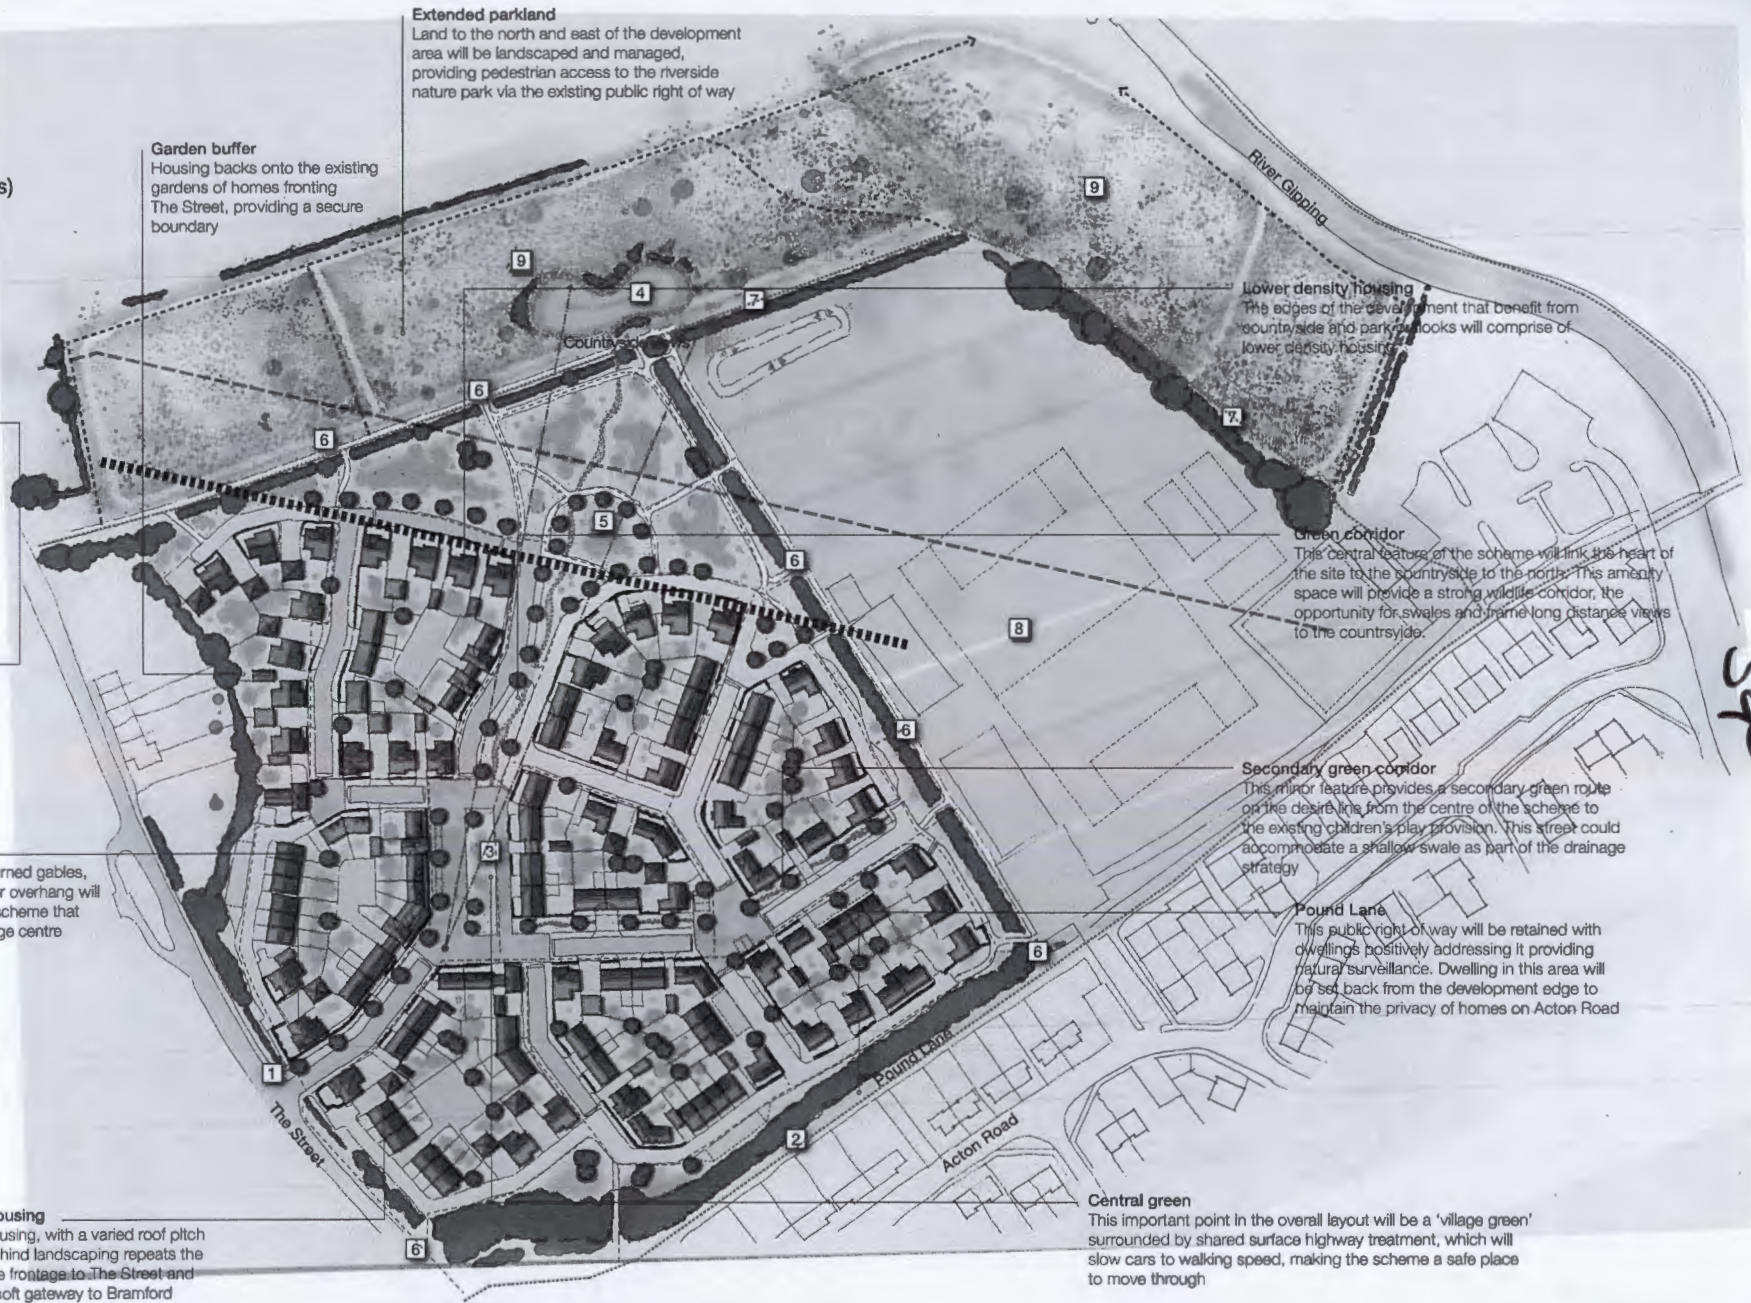 Extended parkland
Land to the north and east of the development
area will be landscaped and managed,
providing pedestrian access to the riverside
nature park via the existing public right of way
Garden buffer
Housing backs onto the existing
gardens of homes fronting
The Street, providing a secure
boundary
s)
River Gipping
9
9
4
7
Lower density housing
The edges of the development that benefit from
countryside and park outlooks will comprise of
lower density housing
Countryside views
6
6
7
5
Green corridor
This central feature of the scheme will link the heart of
the site to the countryside to the north. This amenity
space will provide a strong wildlife corridor, the
opportunity for swales and frame long distance views
to the countrsyide.
6
8
6
Secondary green corridor
This minor feature provides a secondary green route
on the desire line from the centre of the scheme to
the existing children's play provision. This street could
accommodate a shallow swale as part of the drainage
strategy
3
rned gables,
r overhang will
scheme that
ge centre
Pound Lane
This public right of way will be retained with
dwellings positively addressing it providing
natural surveillance. Dwelling in this area will
be set back from the development edge to
maintain the privacy of homes on Acton Road
6
1
Pound Lane
The Street
2
Acton Road
Central green
This important point in the overall layout will be a 'village green'
surrounded by shared surface highway treatment, which will
slow cars to walking speed, making the scheme a safe place
to move through
ousing
using, with a varied roof pitch
hind landscaping repeats the
e frontage to The Street and
soft gateway to Bramford
6